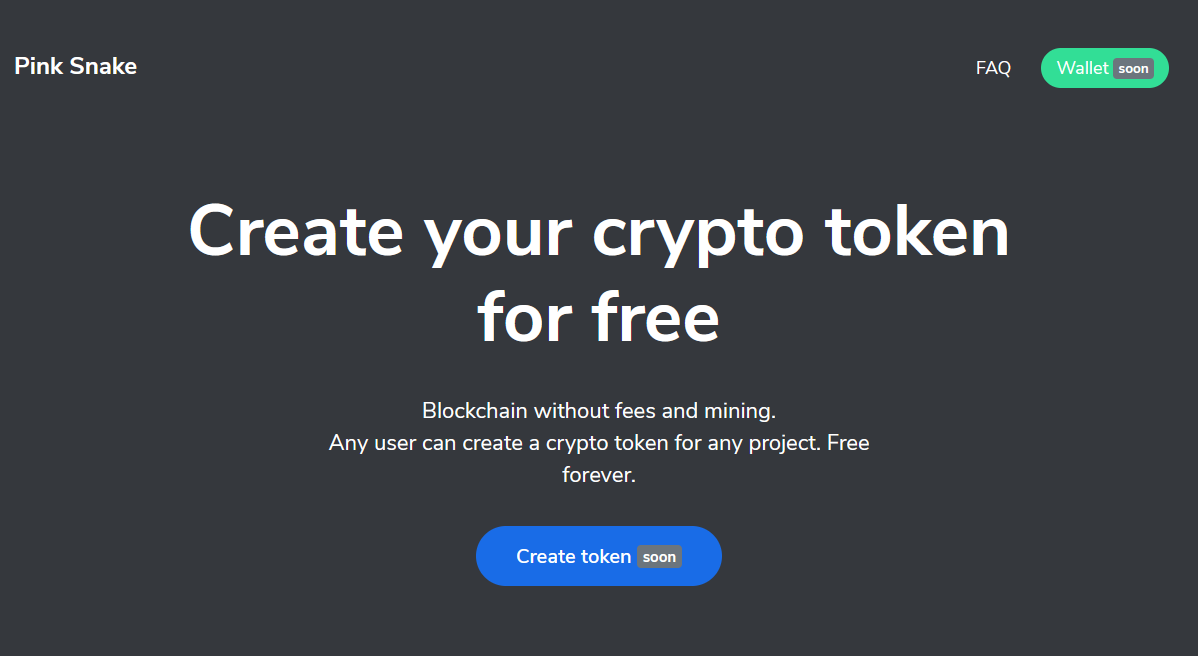 Pink Snake
FAQ
Wallet soon
Create your crypto token
for free
Blockchain without fees and mining.
Any user can create a crypto token for any project. Free
forever.
Create token soon